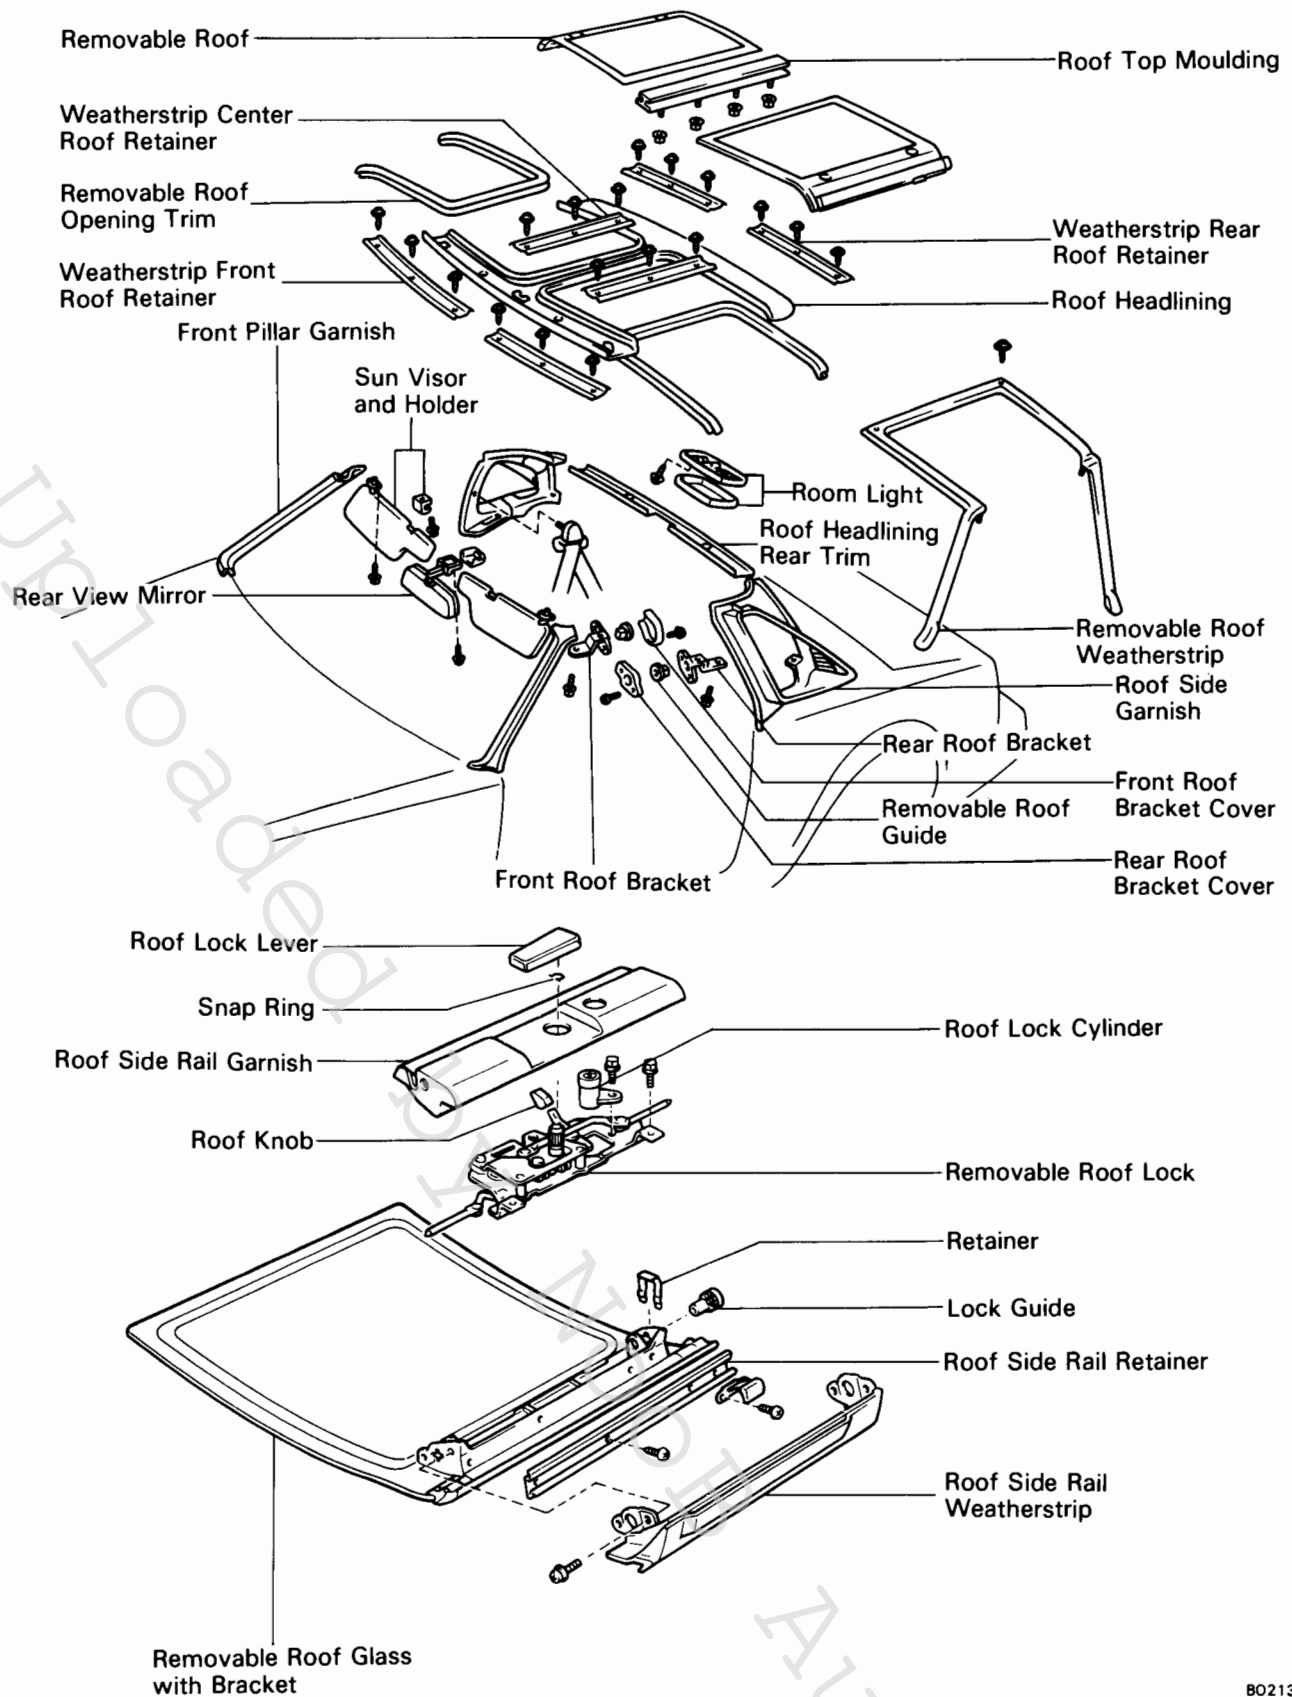 Removable Roof
Roof Top Moulding
Weatherstrip Center
Roof Retainer
Removable Roof
Opening Trim
Weatherstrip Rear
Roof Retainer
Weatherstrip Front
Roof Retainer
Roof Headlining
Front Pillar Garnish
Sun Visor
and Holder
Room Light
Roof Headlining
Rear Trim
Rear View Mirror
Removable Roof
Weatherstrip
Roof Side
Garnish
Rear Roof Bracket
Front Roof
Bracket Cover
Removable Roof
Guide
Rear Roof
Bracket Cover
Front Roof Bracket
Roof Lock Lever
Snap Ring
Roof Lock Cylinder
Roof Side Rail Garnish
Roof Knob
Removable Roof Lock
Retainer
Lock Guide
Roof Side Rail Retainer
Roof Side Rail
Weatherstrip
Removable Roof Glass
with Bracket
BO213
Uploaded by